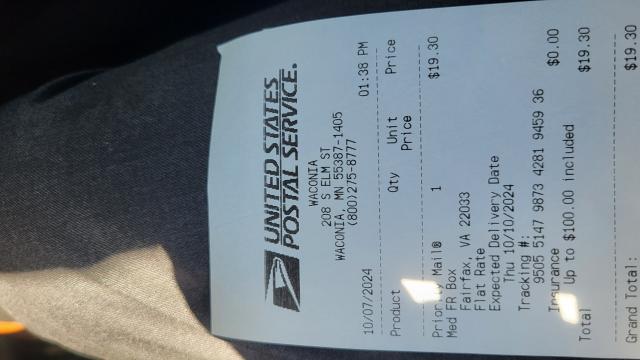 UNITED STATES
POSTAL SERVICE®
WACONIA
208 S ELM ST
WACONIA, MN 55387-1405
(800)275-8777
10/07/2024 01:38 PM
Product Qty Unit Price
Price
Priority Mail® 1 $19.30
Med FR Box
Fairfax, VA 22033
Flat Rate
Expected Delivery Date
Thu 10/10/2024
Tracking #:
9505 5147 9873 4281 9459 36
Insurance $0.00
Up to $100.00 included
Total $19.30
Grand Total: $19.30